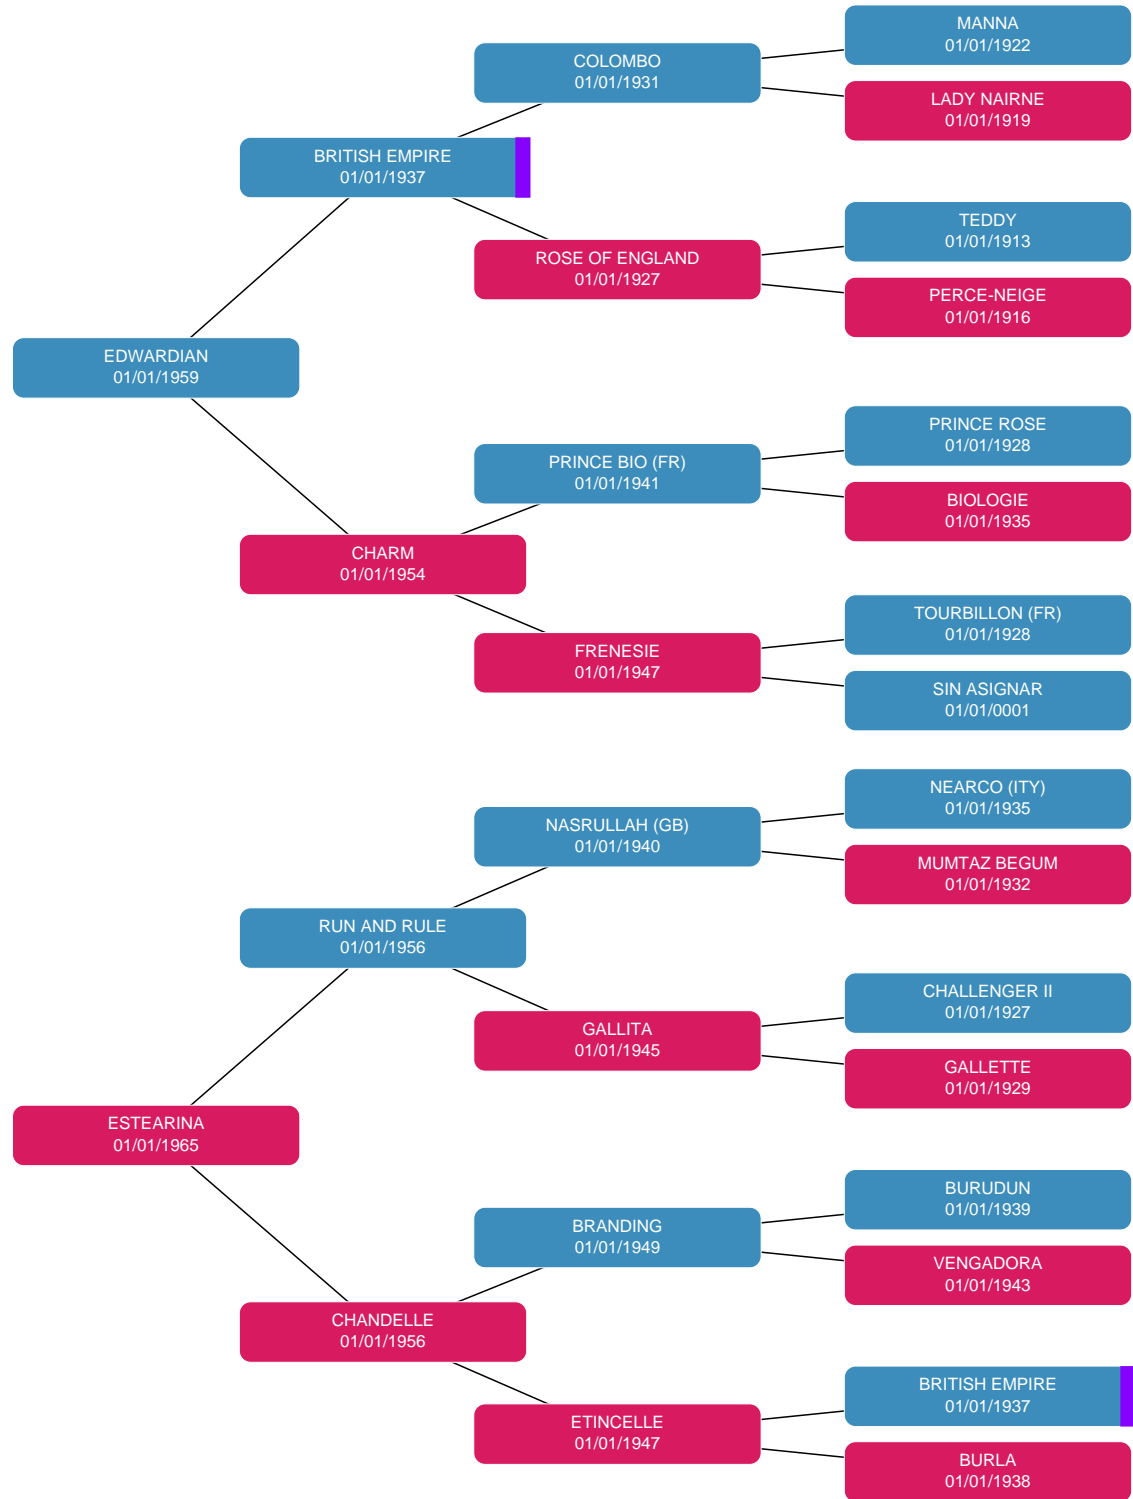 MANNA
01/01/1922
COLOMBO
01/01/1931
LADY NAIRNE
01/01/1919
BRITISH EMPIRE
01/01/1937
TEDDY
01/01/1913
ROSE OF ENGLAND
01/01/1927
PERCE-NEIGE
01/01/1916
EDWARDIAN
01/01/1959
PRINCE ROSE
01/01/1928
PRINCE BIO (FR)
01/01/1941
BIOLOGIE
01/01/1935
CHARM
01/01/1954
TOURBILLON (FR)
01/01/1928
FRENESIE
01/01/1947
SIN ASIGNAR
01/01/0001
NEARCO (ITY)
01/01/1935
NASRULLAH (GB)
01/01/1940
MUMTAZ BEGUM
01/01/1932
RUN AND RULE
01/01/1956
CHALLENGER II
01/01/1927
GALLITA
01/01/1945
GALLETTE
01/01/1929
ESTEARINA
01/01/1965
BURUDUN
01/01/1939
BRANDING
01/01/1949
VENGADORA
01/01/1943
CHANDELLE
01/01/1956
BRITISH EMPIRE
01/01/1937
ETINCELLE
01/01/1947
BURLA
01/01/1938